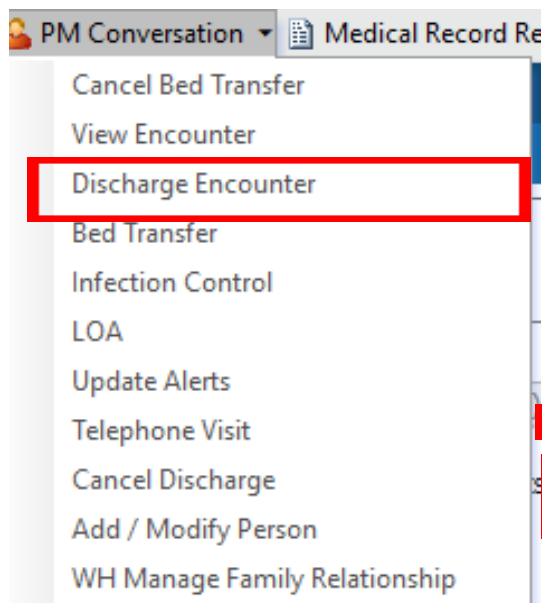 PM Conversation Medical Record Re
Cancel Bed Transfer
View Encounter
Discharge Encounter
Bed Transfer
Infection Control
LOA
Update Alerts
Telephone Visit
Cancel Discharge
Add / Modify Person
WH Manage Family Relationship